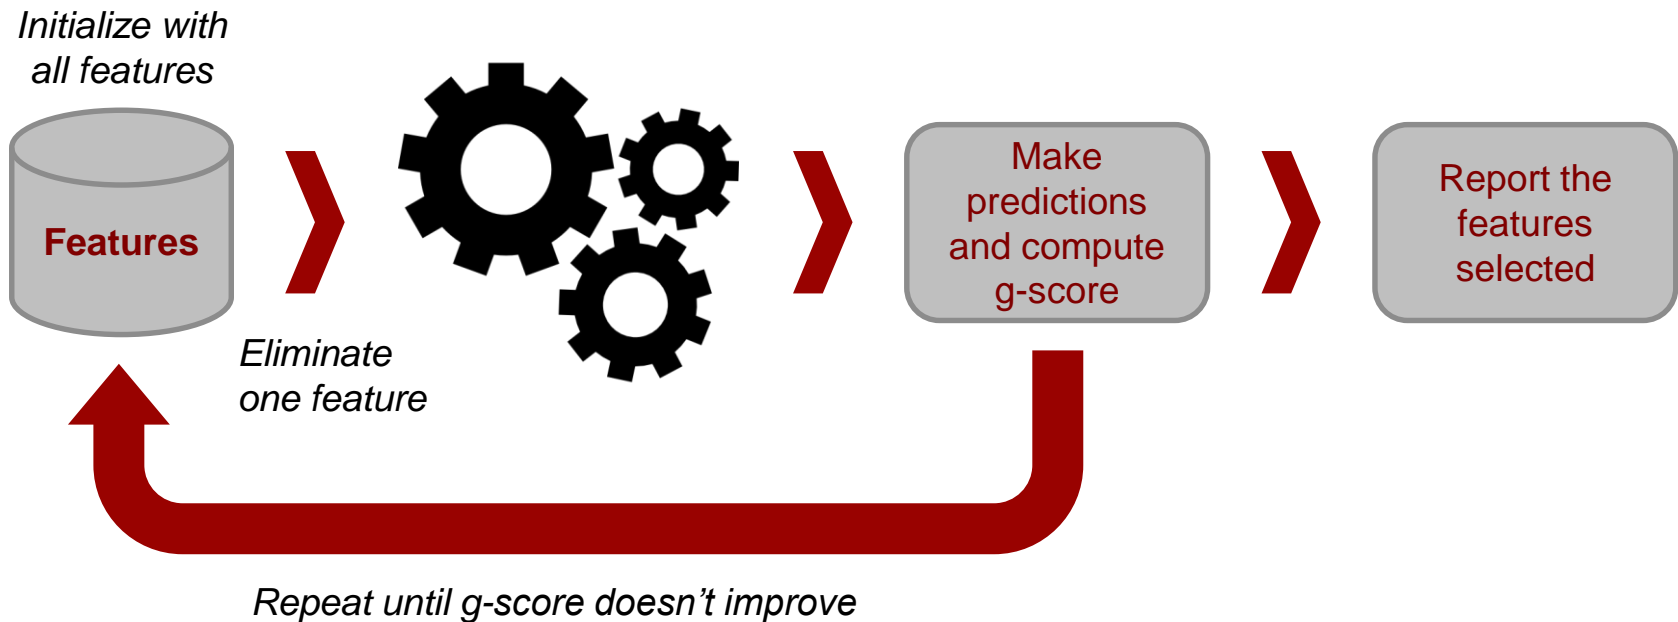 Initialize with
all features
Features
Eliminate
one feature
Make
predictions
and compute
g-score
Report the
features
selected
Repeat until g-score doesn’t improve